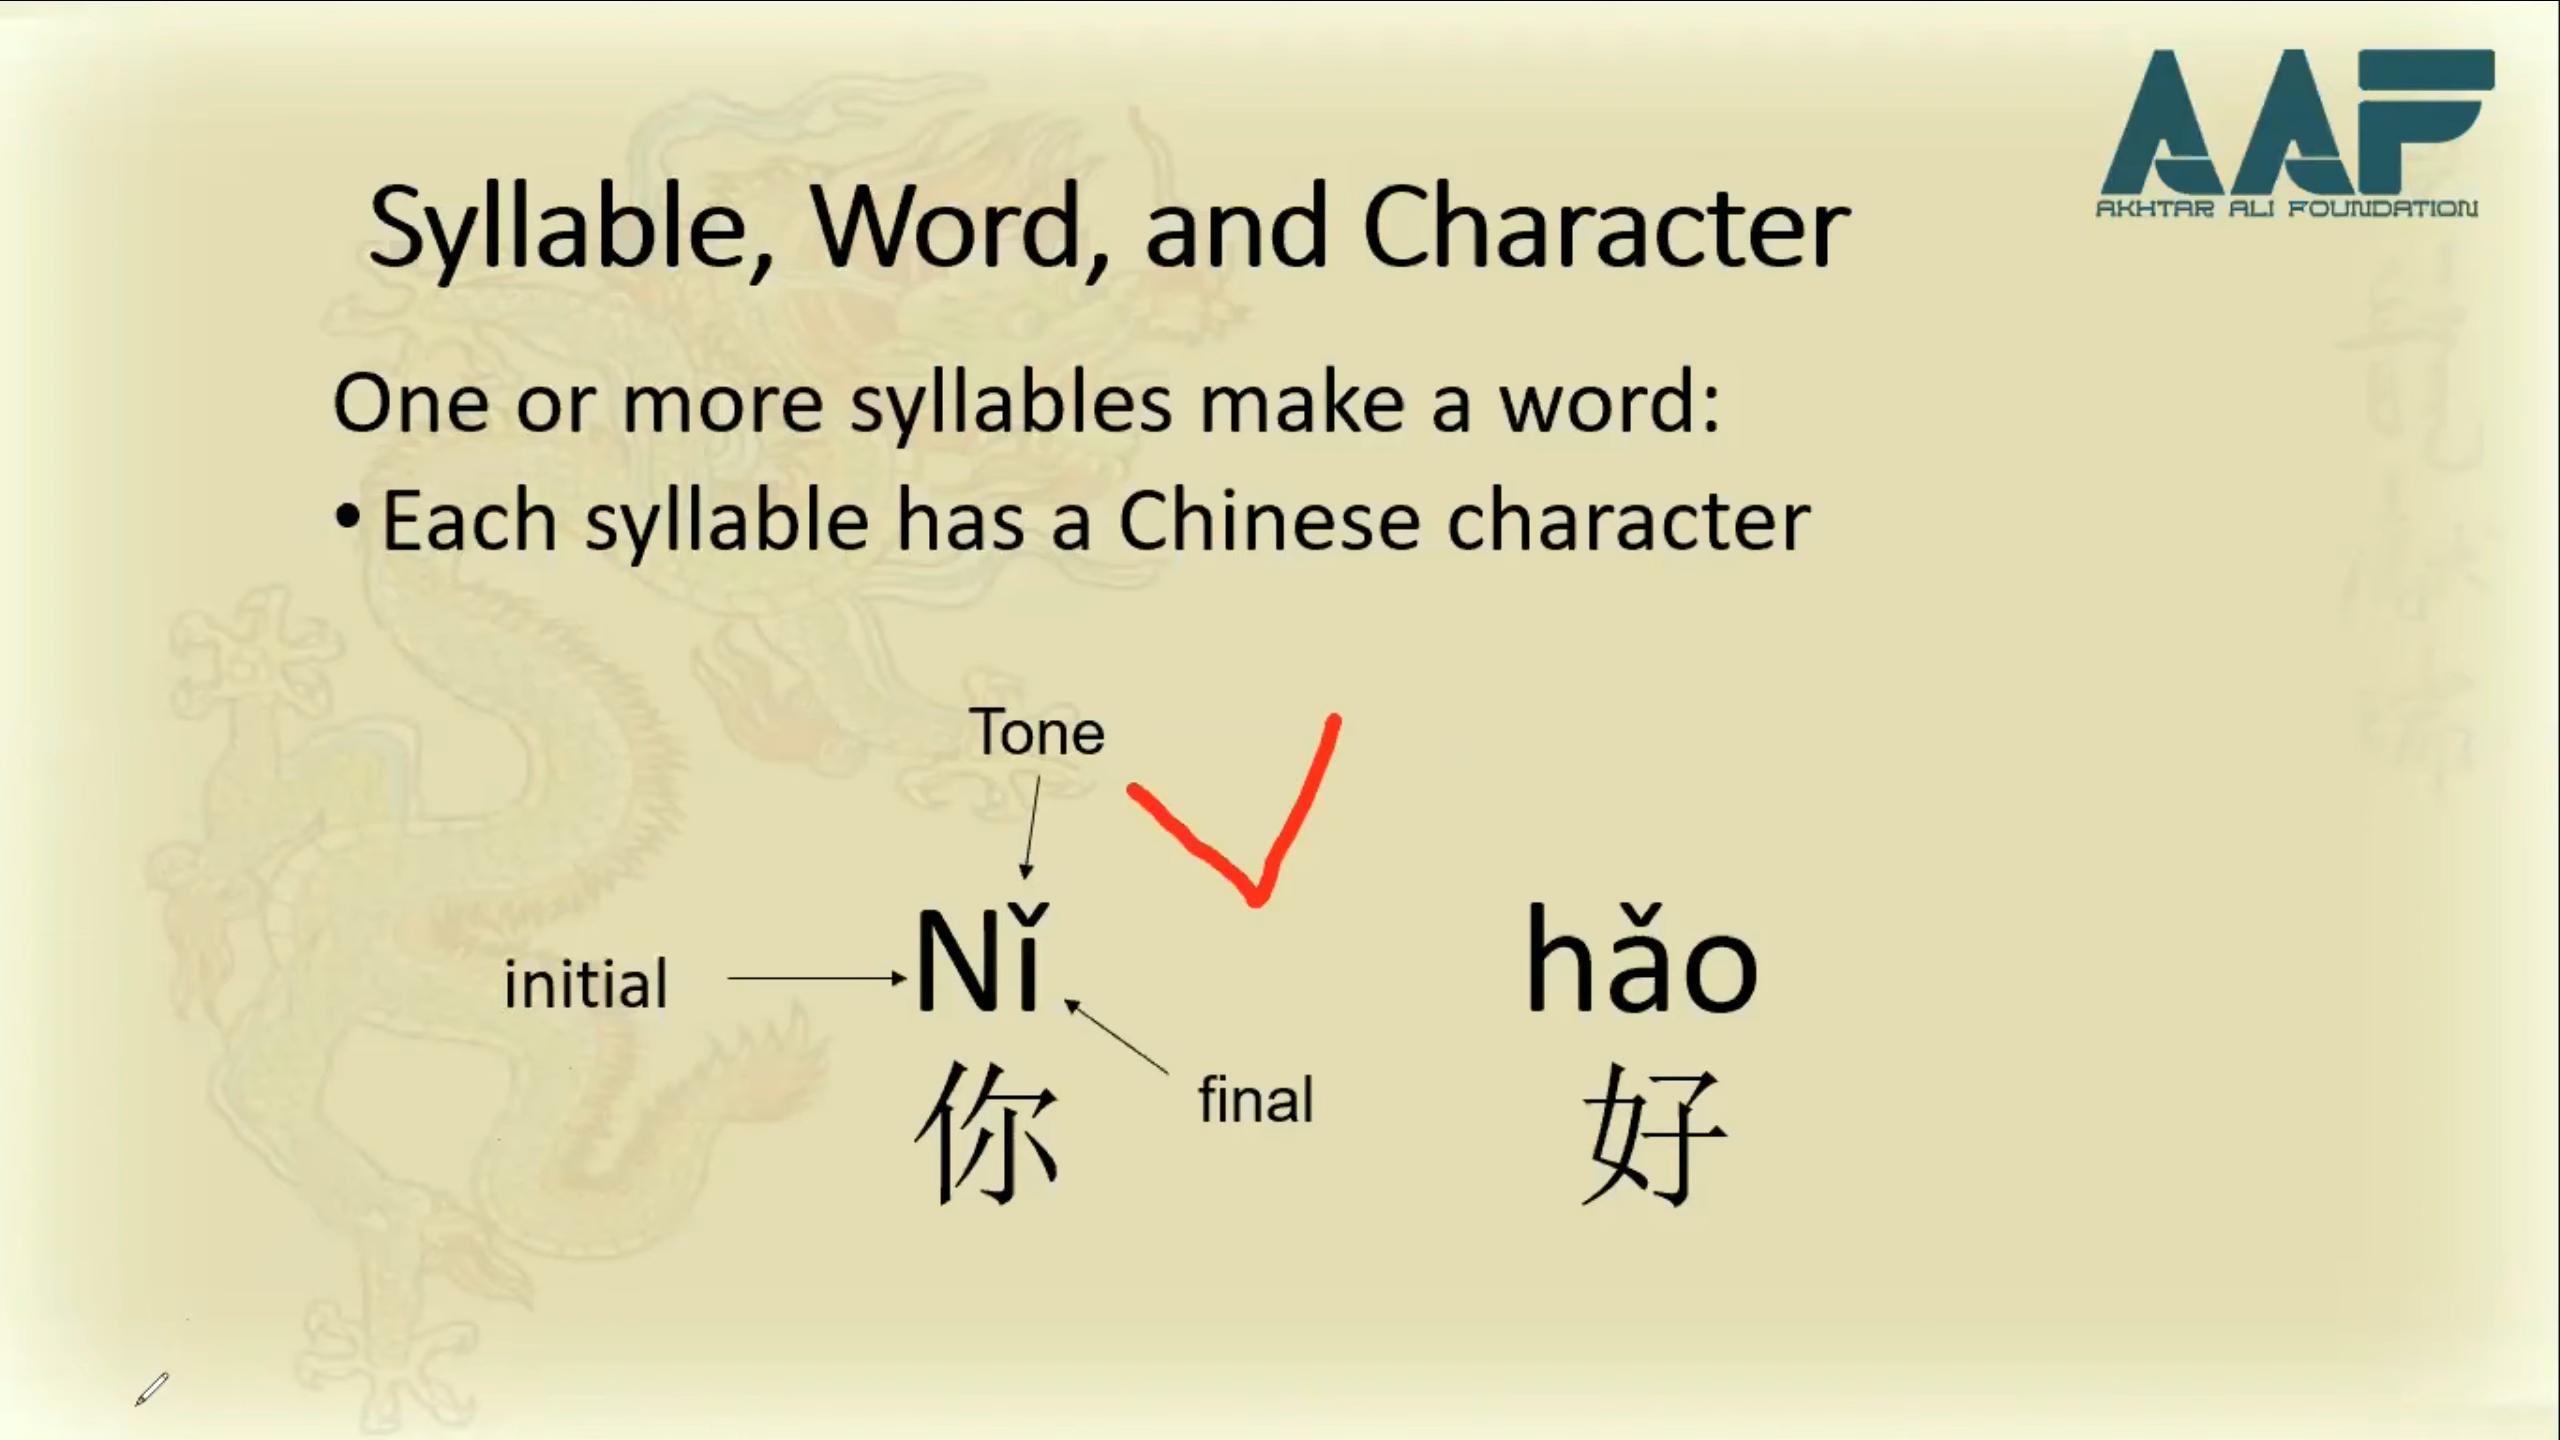 AKHTAR ALI FOUNDATION
Syllable, Word, and Character
One or more syllables make a word:
• Each syllable has a Chinese character
Tone
initial
Nǐ hǎo
final
你 好